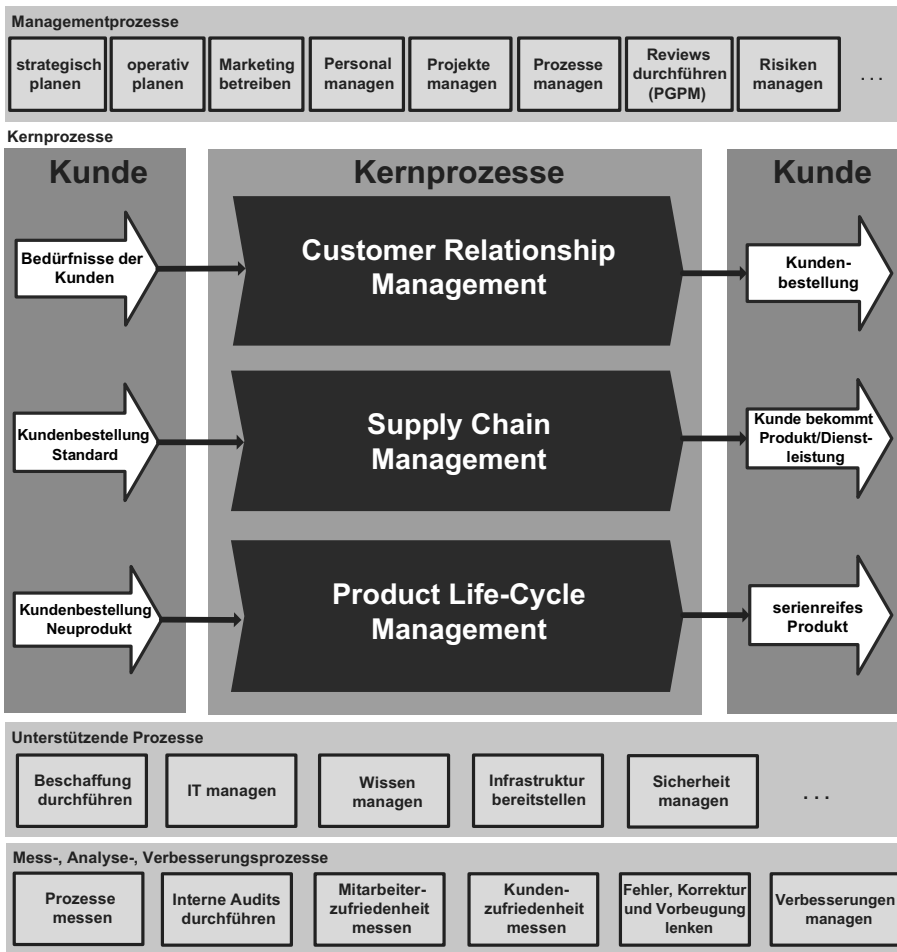 Managementprozesse
strategisch
planen
operativ
planen
Marketing
betreiben
Personal
managen
Projekte
managen
Prozesse
managen
Reviews
durchführen
(PGPM)
Risiken
managen
...
Kernprozesse
Kunde
Kernprozesse
Kunde
Bedürfnisse der
Kunden
Customer Relationship
Management
Kunden-
bestellung
Kundenbestellung
Standard
Supply Chain
Management
Kunde bekommt
Produkt/Dienst-
leistung
Kundenbestellung
Neuprodukt
Product Life-Cycle
Management
serienreifes
Produkt
Unterstützende Prozesse
Beschaffung
durchführen
IT managen
Wissen
managen
Infrastruktur
bereitstellen
Sicherheit
managen
...
Mess-, Analyse-, Verbesserungsprozesse
Prozesse
messen
Interne Audits
durchführen
Mitarbeiter-
zufriedenheit
messen
Kunden-
zufriedenheit
messen
Fehler, Korrektur
und Vorbeugung
lenken
Verbesserungen
managen